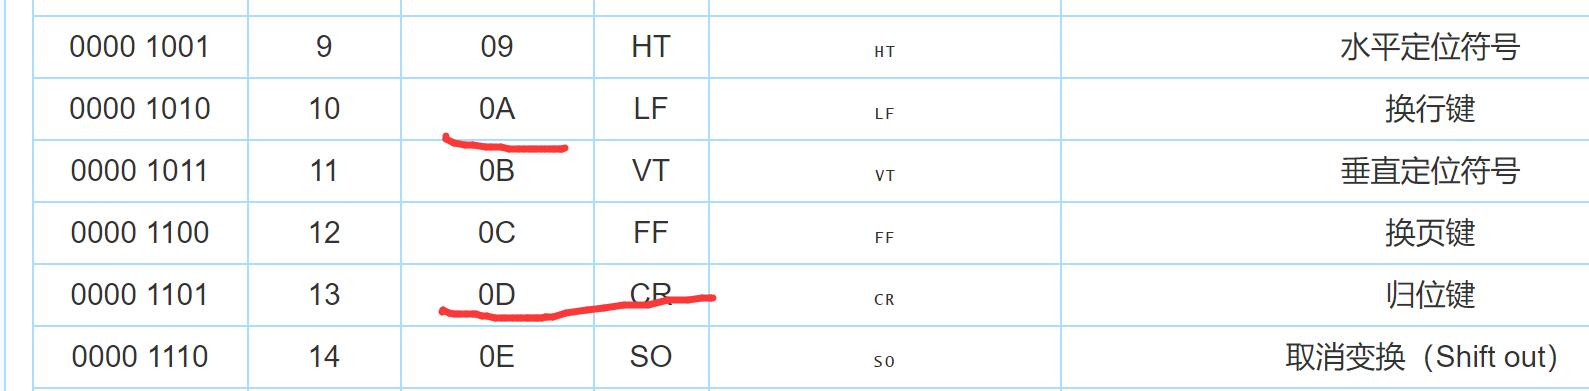 0000 1001 9 09 HT HT 水平定位符号
0000 1010 10 0A LF LF 换行键
0000 1011 11 0B VT VT 垂直定位符号
0000 1100 12 0C FF FF 换页键
0000 1101 13 0D CR CR 归位键
0000 1110 14 0E SO SO 取消变换（Shift out）